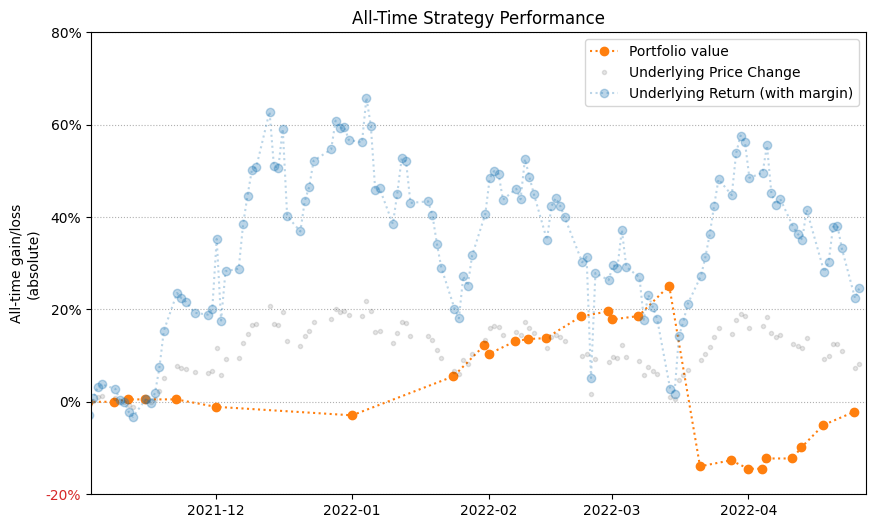 All-Time Strategy Performance
80%
60%
40%
20%
0%
-20%
All-time gain/loss
(absolute)
Portfolio value
Underlying Price Change
Underlying Return (with margin)
2021-12
2022-01
2022-02
2022-03
2022-04